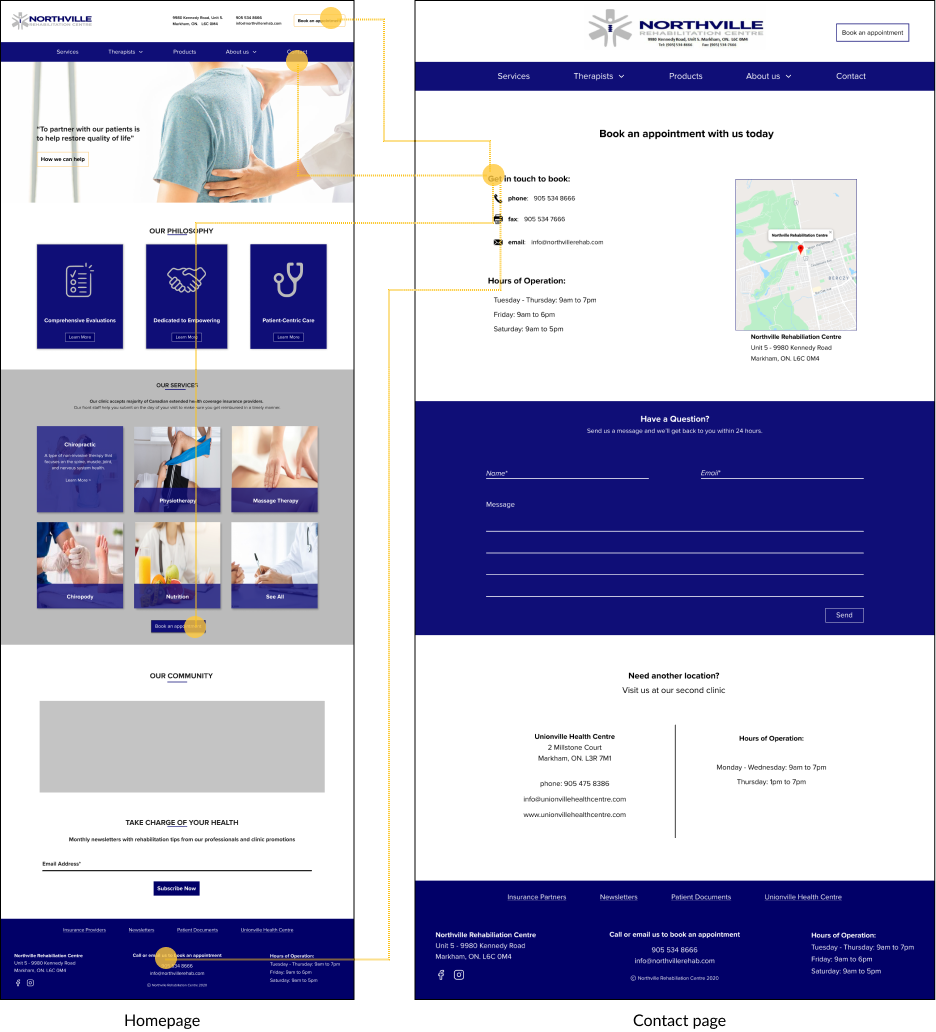 NORTHVILLE
REHABILITATION CENTRE
9980 Kennedy Road, Unit 5.
Markham, ON. L6C 0M4
905 534 8666
info@northvillerehab.com
Book an appointment
Services
Therapists
Products
About us
Contact
"To partner with our patients is
to help restore quality of life"
How we can help
OUR PHILOSOPHY
Comprehensive Evaluations
Learn More
Dedicated to Empowering
Learn More
Patient-Centric Care
Learn More
OUR SERVICES
Our clinic accepts majority of Canadian extended health coverage insurance providers.
Our front staff help you submit on the day of your visit to make sure you get reimbursed in a timely manner
Chiropractic
A type of non-invasive therapy that
focuses on the spine, muscle, joint,
and nervous system health.
Learn More >
Physiotherapy
Massage Therapy
Chiropody
Nutrition
See All
Book an appointment
OUR COMMUNITY
TAKE CHARGE OF YOUR HEALTH
Monthly newsletters with rehabilitation tips from our professionals and clinic promotions
Email Address*
Subscribe Now
Insurance Providers
Newsletters
Patient Documents
Unionville Health Centre
Northville Rehabiliation Centre
Unit 5 - 9980 Kennedy Road
Markham, ON. L6C 0M4
Call or email us to book an appointment
905 534 8666
info@northvillerehab.com
© Northville Rehabiliation Centre 2020
Hours of Operation:
Tuesday - Thursday: 9am to 7pm
Friday: 9am to 6pm
Saturday: 9am to 5pm
Homepage
NORTHVILLE
REHABILITATION CENTRE
9980 Kennedy Road, Unit 5, Markham, ON, L6C 0M4
Tel: (905) 534-8666 Fax: (905) 534-7666
Book an appointment
Services
Therapists
Products
About us
Contact
Book an appointment with us today
Get in touch to book:
phone: 905 534 8666
fax: 905 534 7666
email: info@northvillerehab.com
Hours of Operation:
Tuesday - Thursday: 9am to 7pm
Friday: 9am to 6pm
Saturday: 9am to 5pm
Northville Rehabilitation Centre
BERCZY
Northville Rehabiliation Centre
Unit 5 - 9980 Kennedy Road
Markham, ON. L6C 0M4
Have a Question?
Send us a message and we'll get back to you within 24 hours.
Name*
Email*
Message
Send
Need another location?
Visit us at our second clinic
Unionville Health Centre
2 Millstone Court
Markham, ON. L3R 7M1
phone: 905 475 8386
info@unionvillehealthcentre.com
www.unionvillehealthcentre.com
Hours of Operation:
Monday - Wednesday: 9am to 7pm
Thursday: 1pm to 7pm
Insurance Partners
Newsletters
Patient Documents
Unionville Health Centre
Northville Rehabiliation Centre
Unit 5 - 9980 Kennedy Road
Markham, ON. L6C 0M4
Call or email us to book an appointment
905 534 8666
info@northvillerehab.com
© Northville Rehabiliation Centre 2020
Hours of Operation:
Tuesday - Thursday: 9am to 7pm
Friday: 9am to 6pm
Saturday: 9am to 5pm
Contact page